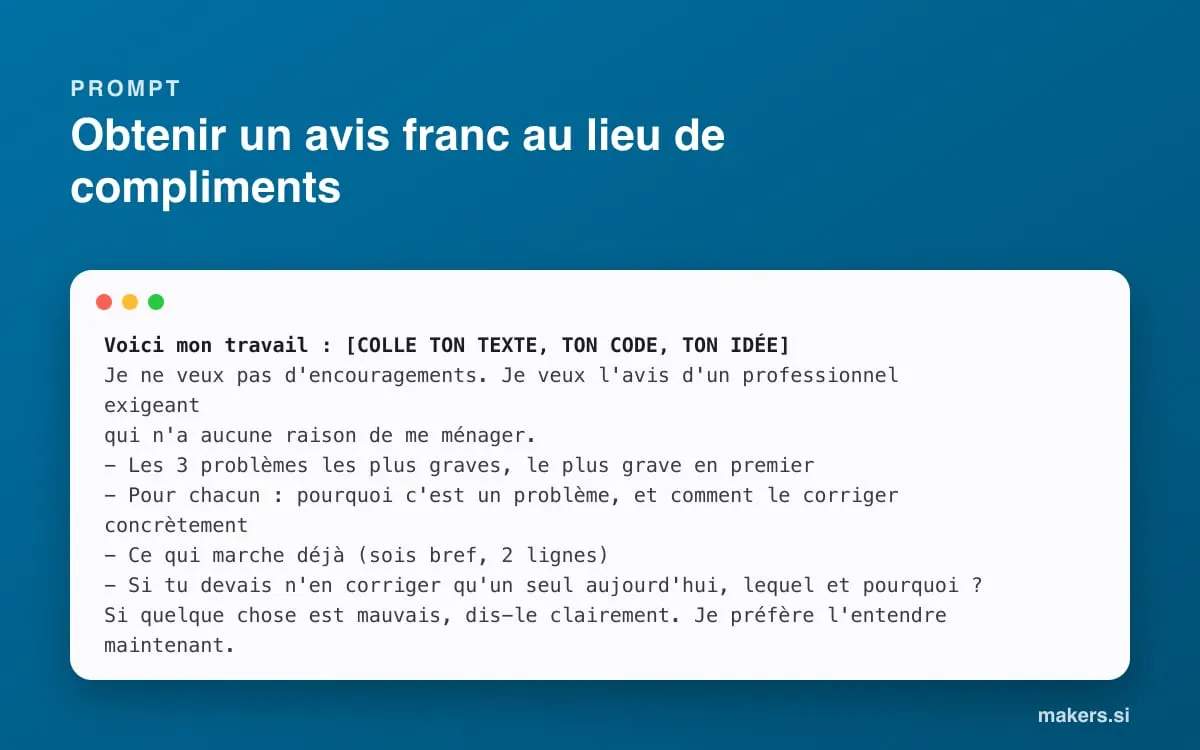 PROMPT
Obtenir un avis franc au lieu de
compliments
Voici mon travail : [COLLE TON TEXTE, TON CODE, TON IDÉE]
Je ne veux pas d'encouragements. Je veux l'avis d'un professionnel
exigeant
qui n'a aucune raison de me ménager.
– Les 3 problèmes les plus graves, le plus grave en premier
– Pour chacun : pourquoi c'est un problème, et comment le corriger
concrètement
– Ce qui marche déjà (sois bref, 2 lignes)
– Si tu devais n'en corriger qu'un seul aujourd'hui, lequel et pourquoi ?
Si quelque chose est mauvais, dis-le clairement. Je préfère l'entendre
maintenant.
makers.si